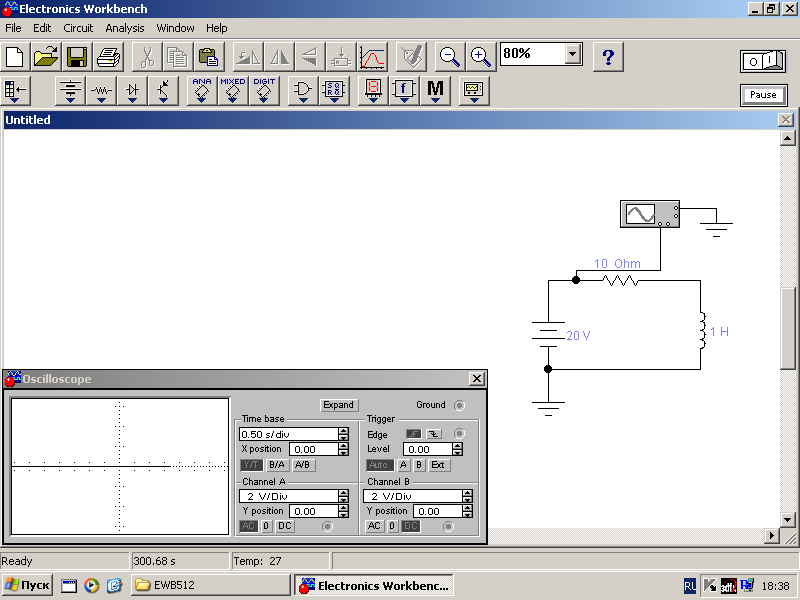 Electronics Workbench
File Edit Circuit Analysis Window Help
80%
?
O I
ANA MIXED DIGIT
f M
Pause
Untitled
10 Ohm
20 V
1 H
Oscilloscope
Expand Ground
Time base Trigger
0.50 s/div Edge
X position 0.00 Level 0.00
Y/T B/A A/B Auto A B Ext
Channel A Channel B
2 V/Div 2 V/Div
Y position 0.00 Y position 0.00
AC 0 DC AC 0 DC
Ready 300.68 s Temp: 27
Пуск EWB512 Electronics Workbenc... RU 18:38